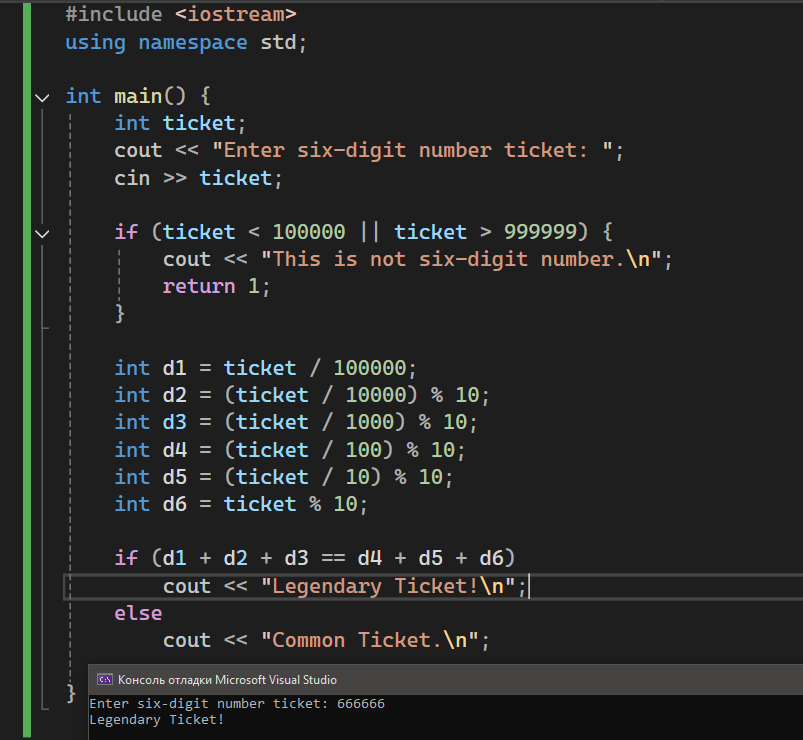 #include <iostream>
using namespace std;
int main() {
int ticket;
cout << "Enter six-digit number ticket: ";
cin >> ticket;
if (ticket < 100000 || ticket > 999999) {
cout << "This is not six-digit number.\n";
return 1;
}
int d1 = ticket / 100000;
int d2 = (ticket / 10000) % 10;
int d3 = (ticket / 1000) % 10;
int d4 = (ticket / 100) % 10;
int d5 = (ticket / 10) % 10;
int d6 = ticket % 10;
if (d1 + d2 + d3 == d4 + d5 + d6)
cout << "Legendary Ticket!\n";
else
cout << "Common Ticket.\n";
}
Консоль отладки Microsoft Visual Studio
Enter six-digit number ticket: 666666
Legendary Ticket!